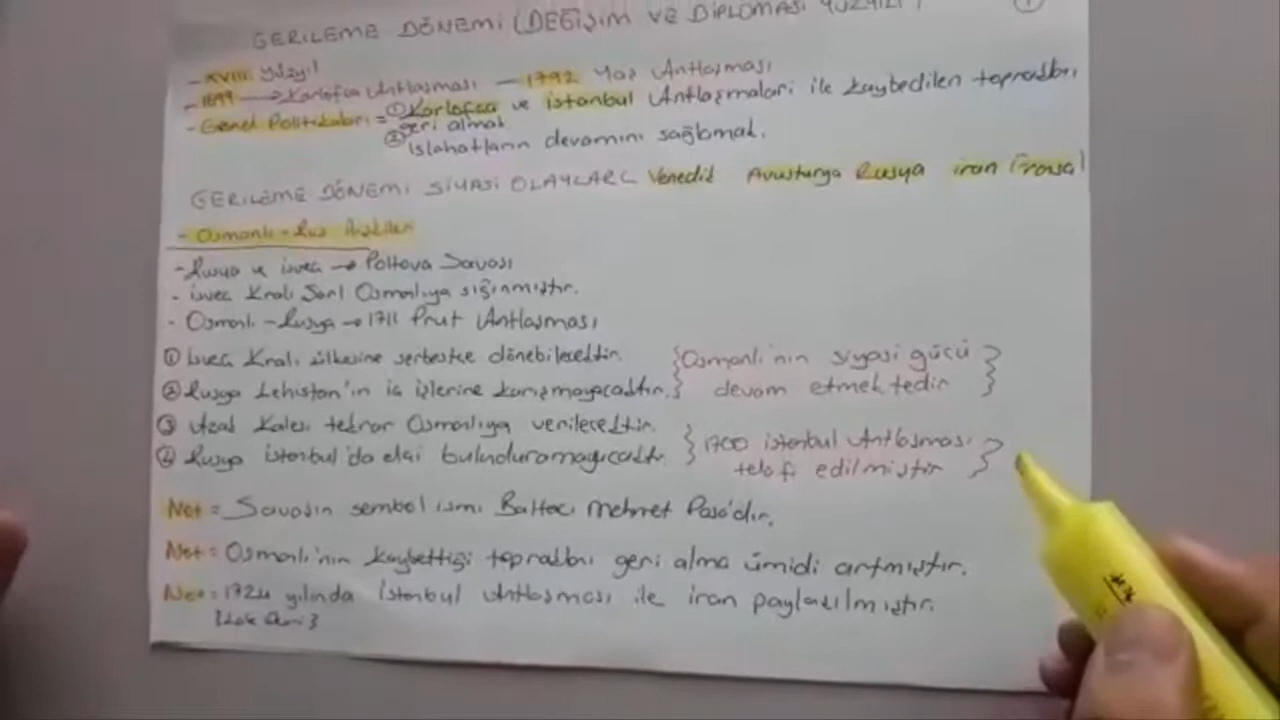 GERİLEME DÖNEMİ (DEĞİŞİM VE DİPLOMASİ YÜZYILI)
1
- XVIII. yüzyıl
- 1699 → Karlofça Antlaşması — 1792 Yaş Antlaşması
- Genel Politikaları = ① Karlofça ve İstanbul Antlaşmaları ile kaybedilen toprakları
geri almak
② Islahatların devamını sağlamak.
GERİLEME DÖNEMİ SİYASİ OLAYLARI Venedik Avusturya Rusya İran Fransa
- Osmanlı - Rus İlişkileri
- Rusya ve İsveç → Poltova Savaşı
- İsveç Kralı Şarl Osmanlıya sığınmıştır.
- Osmanlı - Rusya → 1711 Prut Antlaşması
① İsveç Kralı ülkesine serbestçe dönebilecektir. } Osmanlı'nın siyasi gücü }
② Rusya Lehistan'ın iç işlerine karışmayacaktır. } devam etmektedir }
③ Azak Kalesi tekrar Osmanlıya verilecektir. } 1700 İstanbul Antlaşması }
④ Rusya İstanbul'da elçi bulunduramayacaktır. } telafi edilmiştir }
Not = Savaşın sembol ismi Baltacı Mehmet Paşa'dır.
Not = Osmanlı'nın kaybettiği toprakları geri alma ümidi artmıştır.
Not = 1724 yılında İstanbul Antlaşması ile İran paylaşılmıştır.